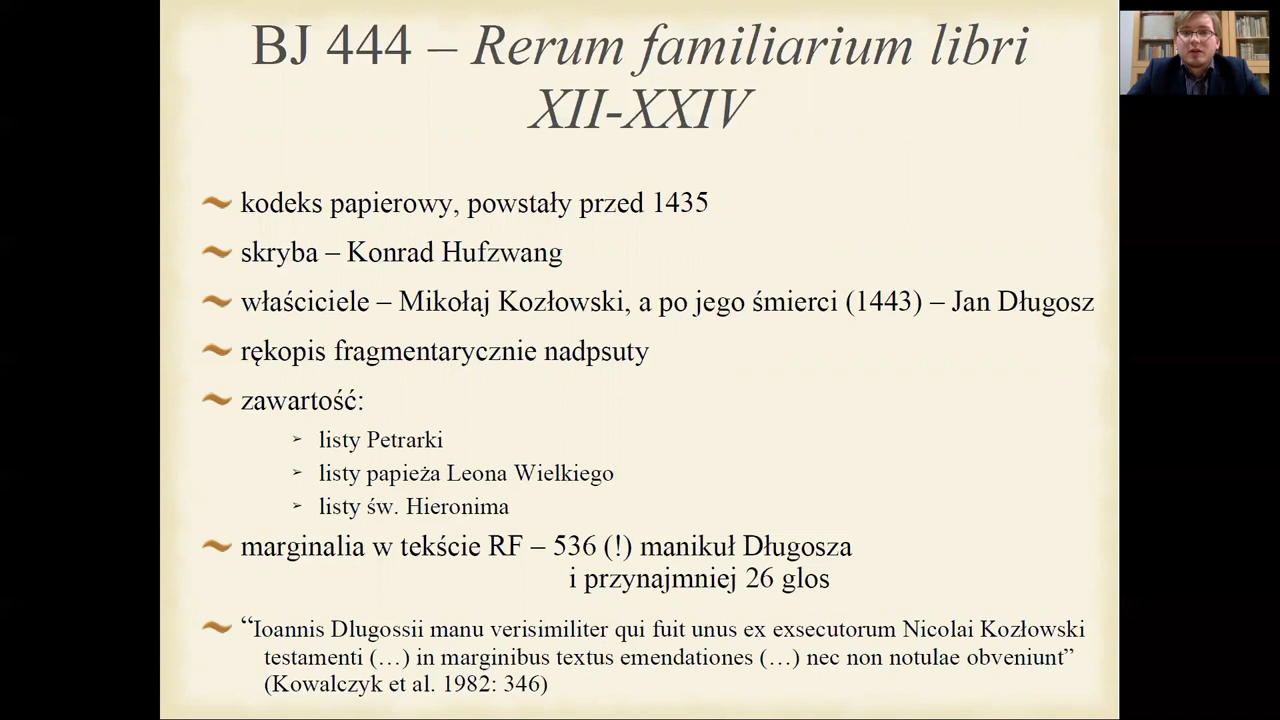 BJ 444 – Rerum familiarium libri
XII-XXIV
kodeks papierowy, powstały przed 1435
skryba – Konrad Hufzwang
właściciele – Mikołaj Kozłowski, a po jego śmierci (1443) – Jan Długosz
rękopis fragmentarycznie nadpsuty
zawartość:
listy Petrarki
listy papieża Leona Wielkiego
listy św. Hieronima
marginalia w tekście RF – 536 (!) manikuł Długosza
i przynajmniej 26 glos
“Ioannis Dlugossii manu verisimiliter qui fuit unus ex exsecutorum Nicolai Kozłowski
testamenti (…) in marginibus textus emendationes (…) nec non notulae obveniunt”
(Kowalczyk et al. 1982: 346)